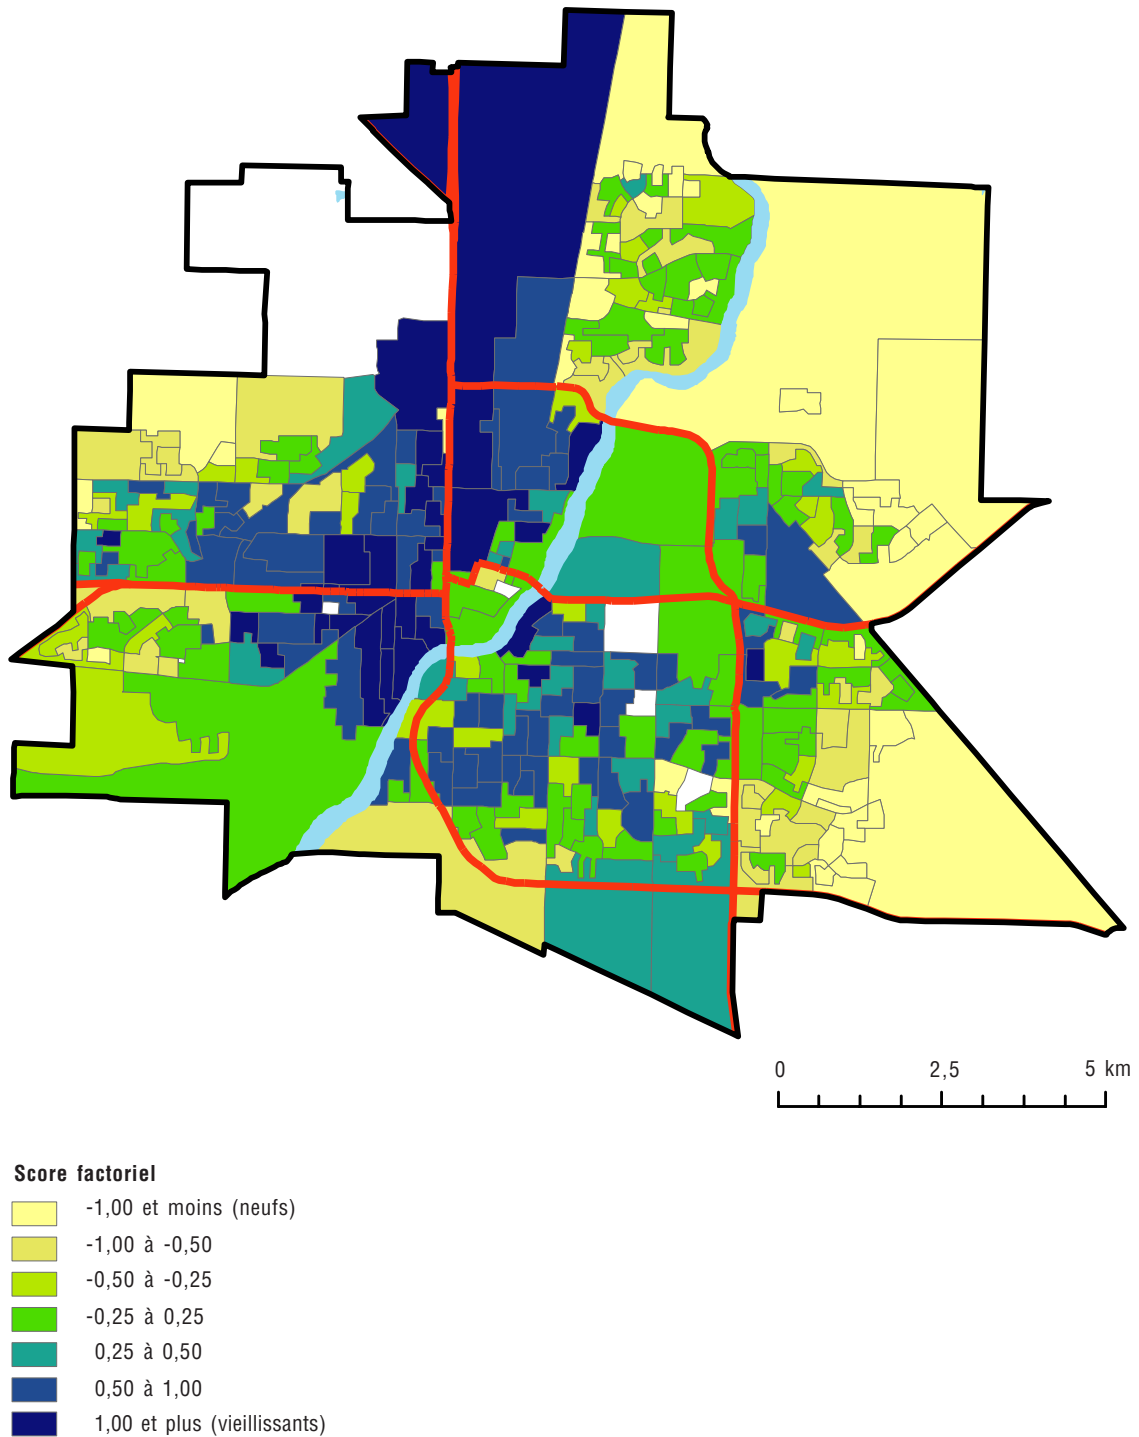 0 2,5 5 km
Score factoriel
-1,00 et moins (neufs)
-1,00 à -0,50
-0,50 à -0,25
-0,25 à 0,25
0,25 à 0,50
0,50 à 1,00
1,00 et plus (vieillissants)